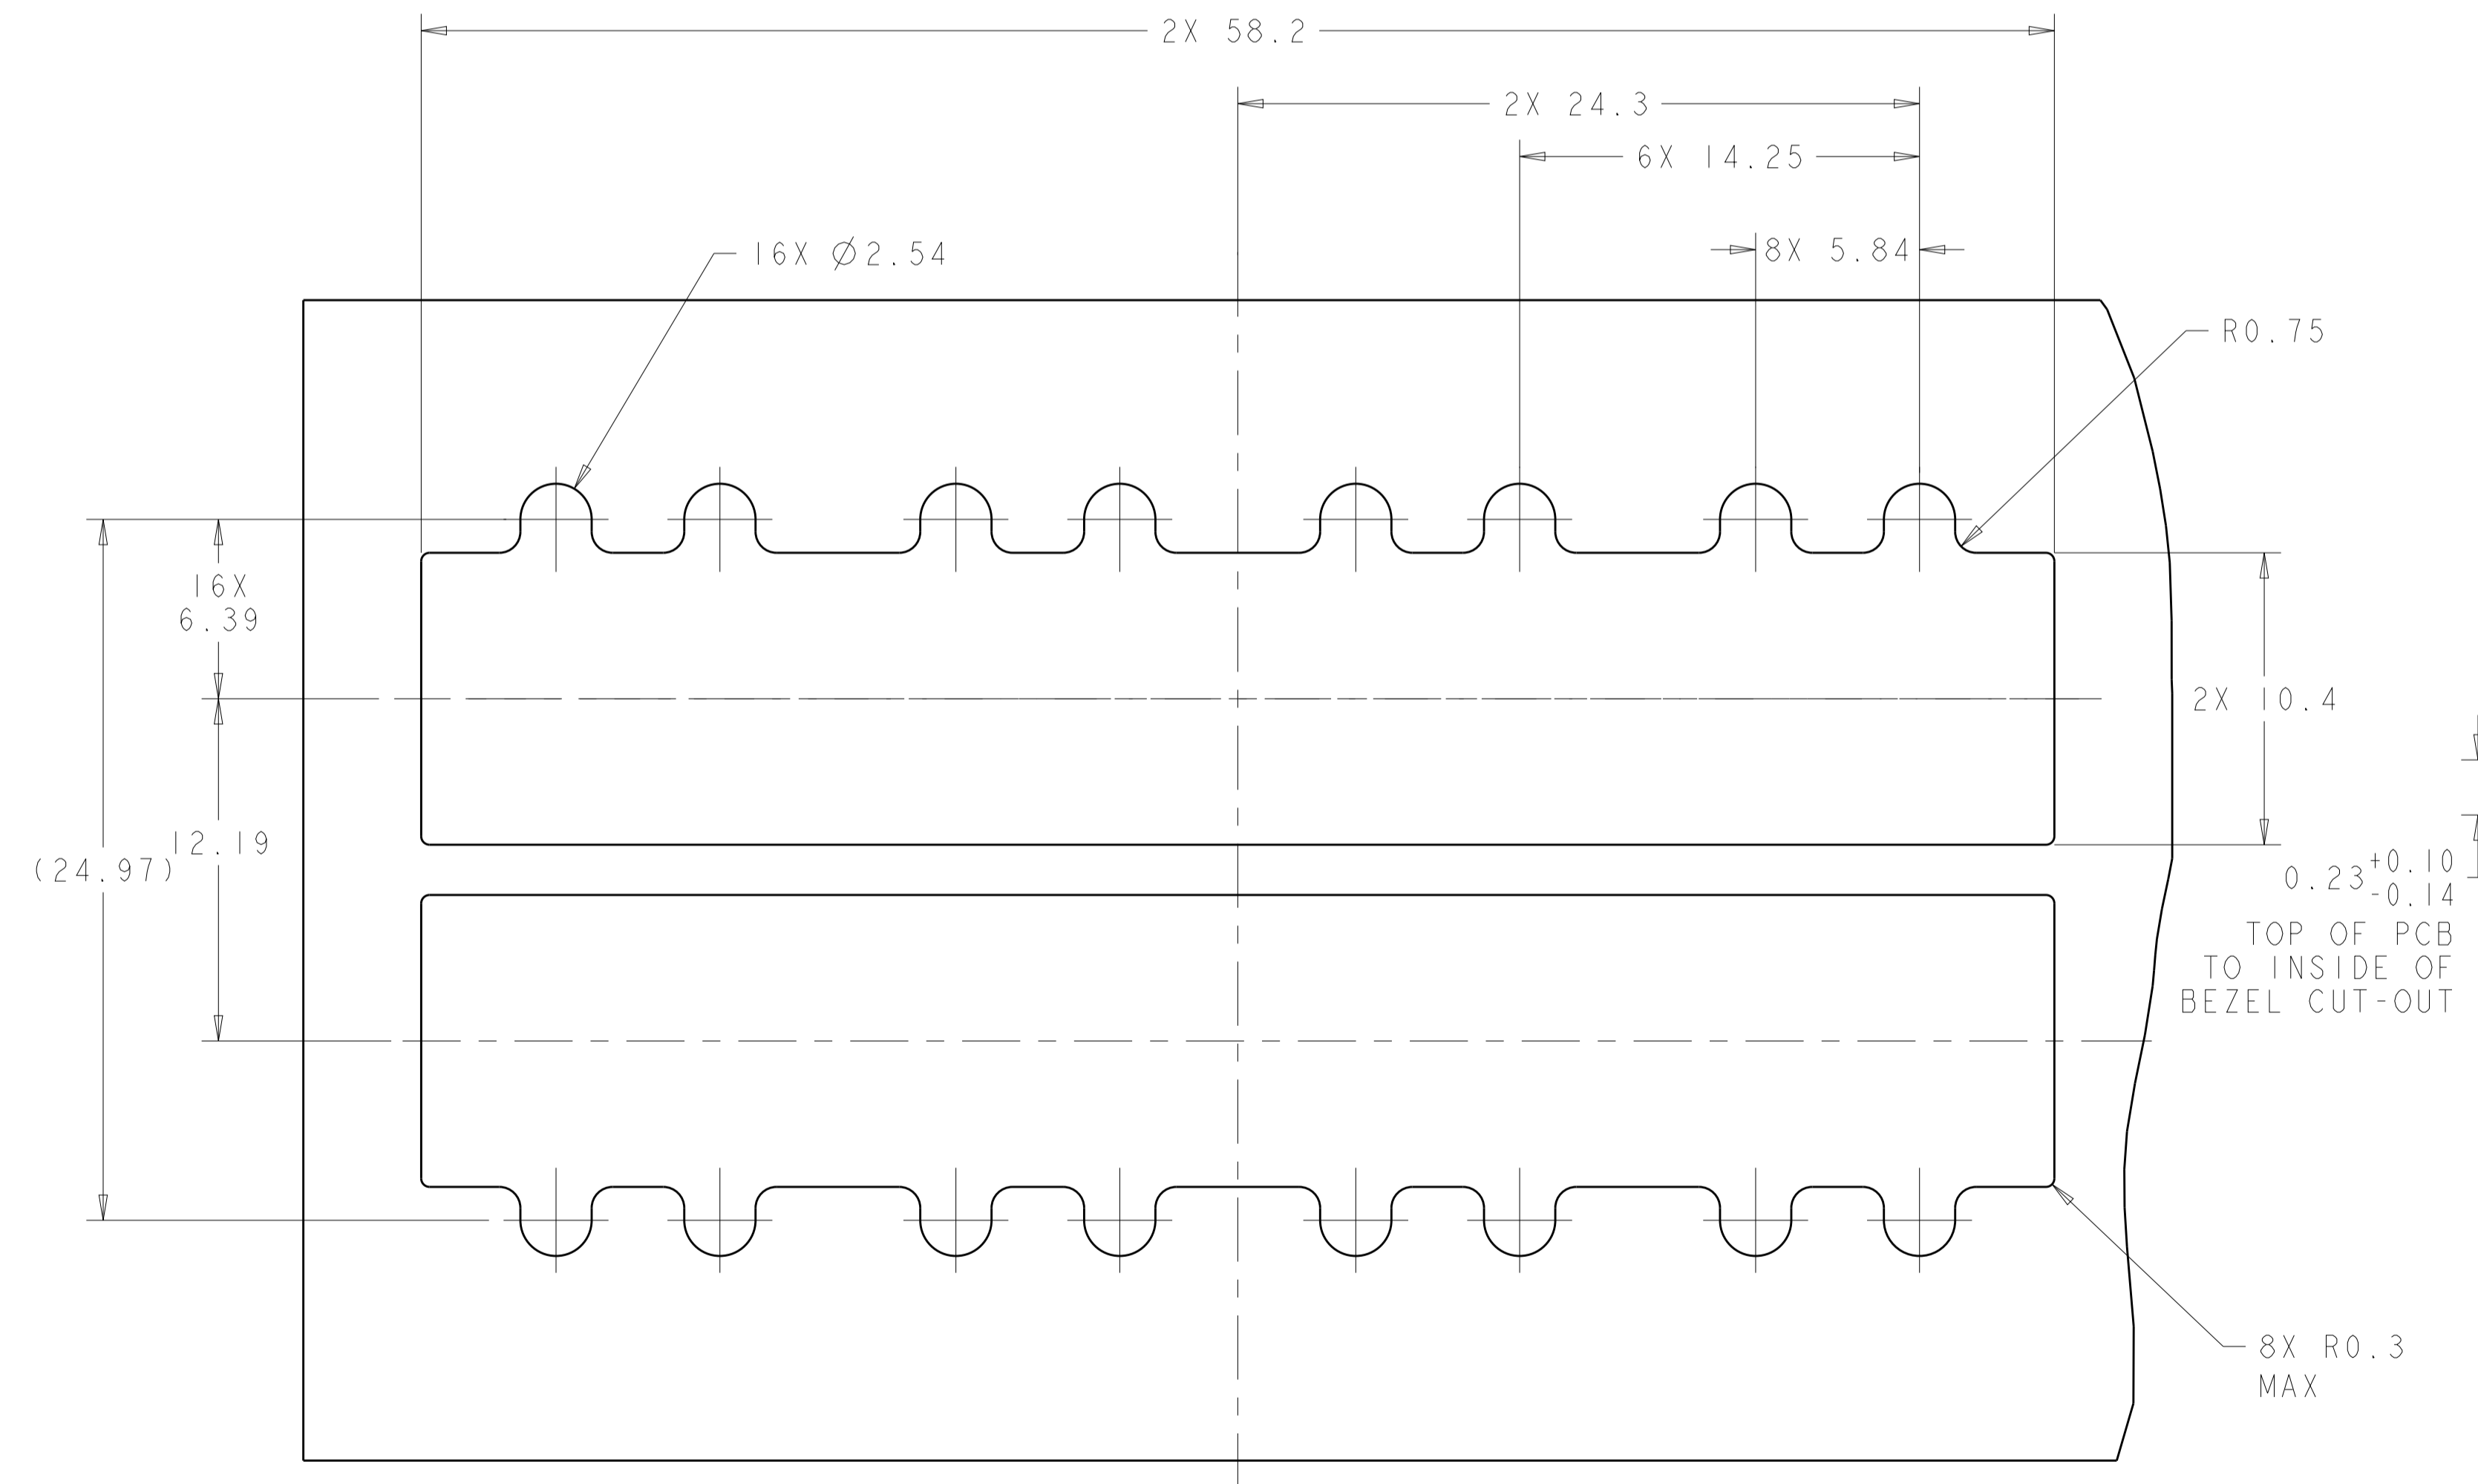 2X 58.2
2X 24.3
6X 14.25
8X 5.84
16X Ø2.54
R0.75
16X
6.39
2X 10.4
12.19
(24.97)
0.23 +0.10
-0.14
TOP OF PCB
TO INSIDE OF
BEZEL CUT-OUT
8X R0.3
MAX